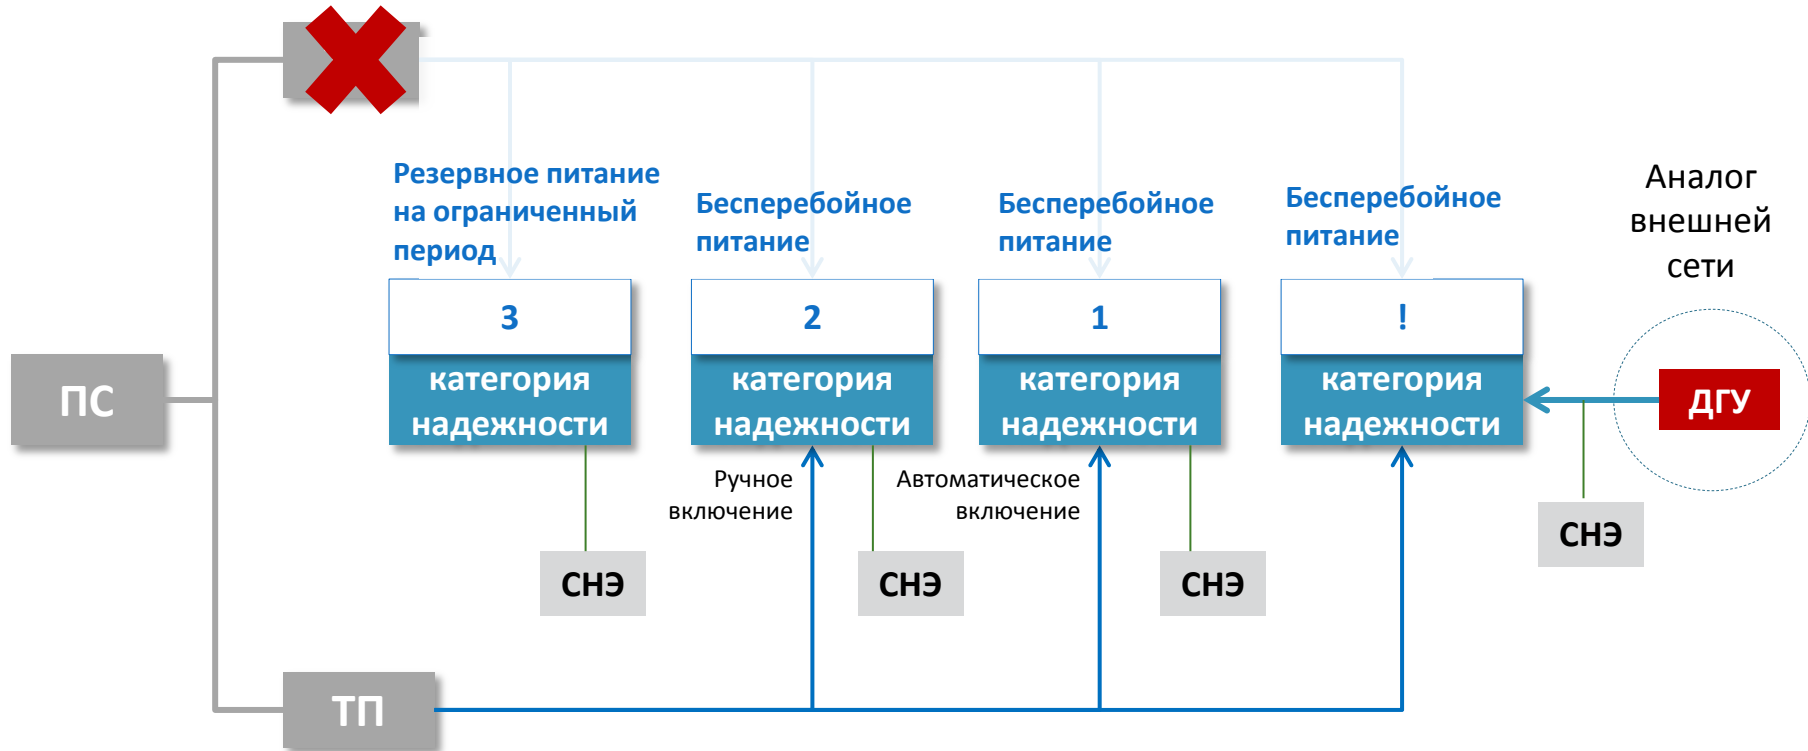 Резервное питание
на ограниченный
период
Бесперебойное
питание
Бесперебойное
питание
Бесперебойное
питание
Аналог
внешней
сети
3
2
1
!
категория
надежности
категория
надежности
категория
надежности
категория
надежности
ПС
ДГУ
Ручное
включение
Автоматическое
включение
СНЭ
СНЭ
СНЭ
СНЭ
ТП